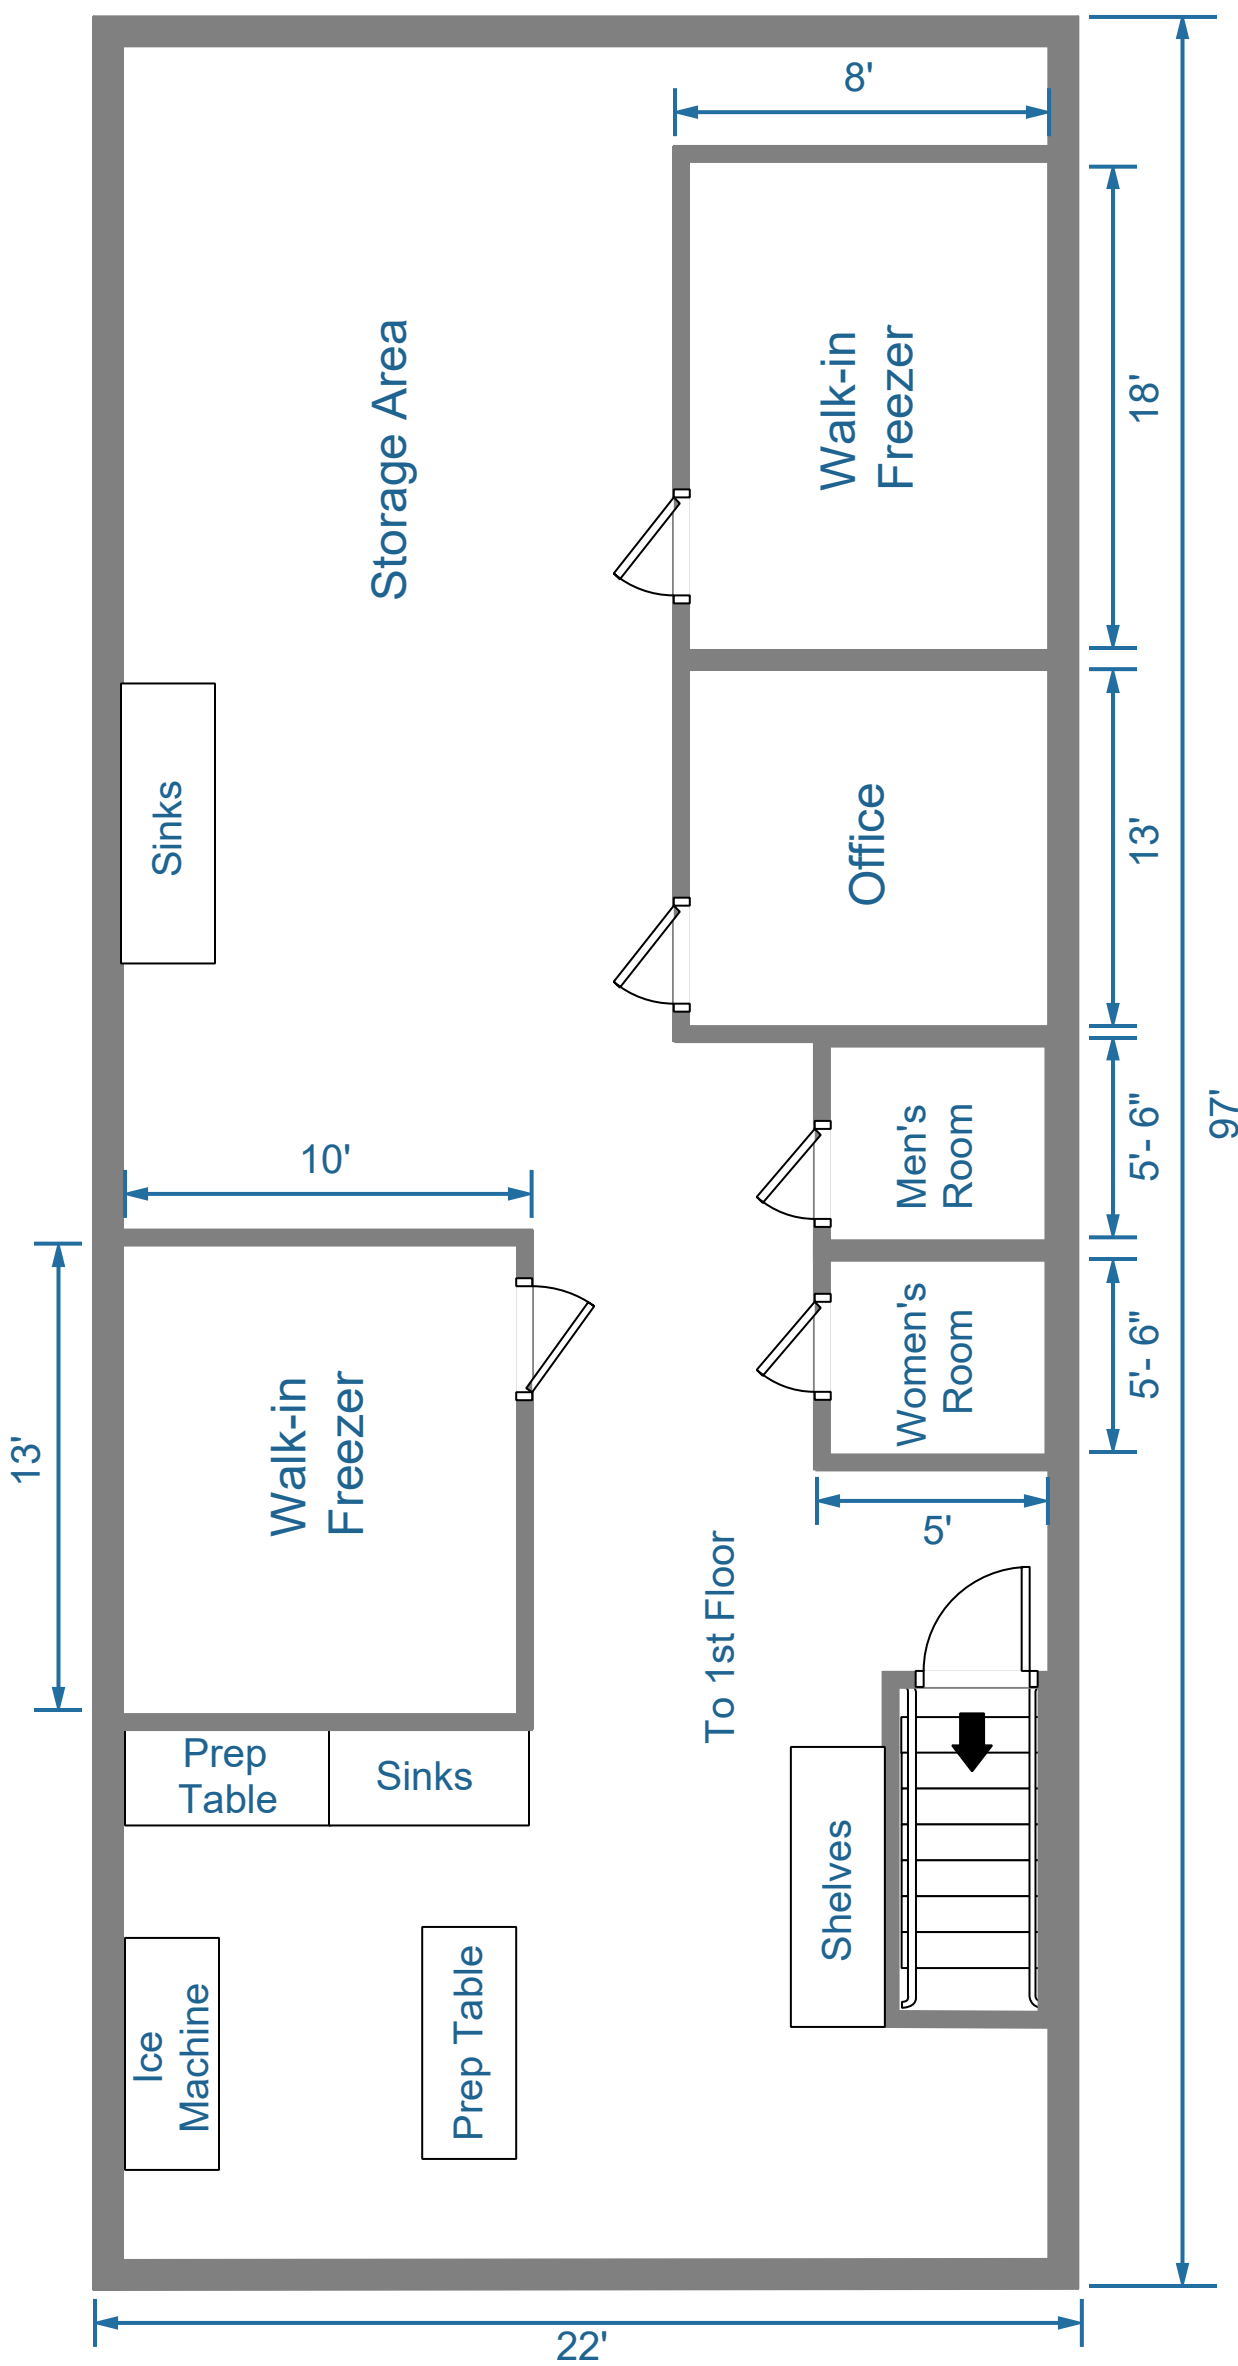 8'
Storage Area
Walk-in
Freezer
18'
Sinks
Office
13'
97'
Men's
Room
5'- 6"
10'
Women's
Room
5'- 6"
13'
Walk-in
Freezer
5'
To 1st Floor
Prep
Table
Sinks
Shelves
Ice
Machine
Prep Table
22'